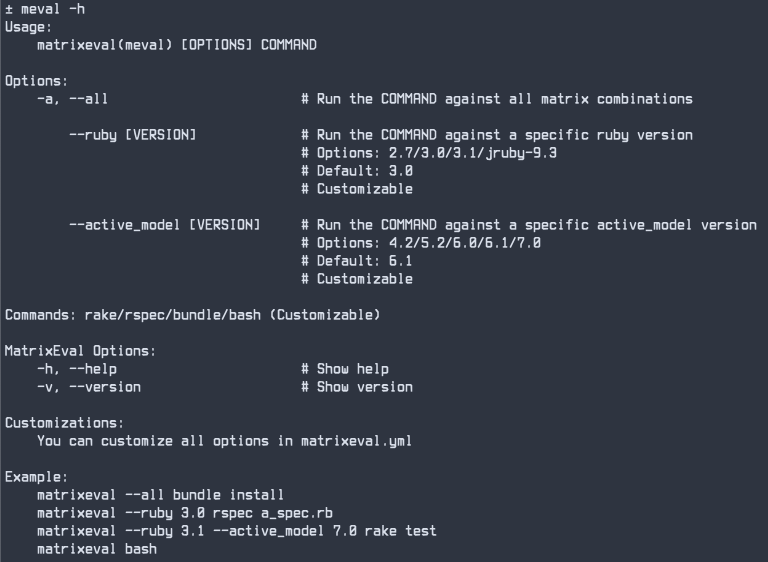 ± meval -h
Usage:
    matrixeval(meval) [OPTIONS] COMMAND

Options:
    -a, --all                        # Run the COMMAND against all matrix combinations

        --ruby [VERSION]             # Run the COMMAND against a specific ruby version
                                     # Options: 2.7/3.0/3.1/jruby-9.3
                                     # Default: 3.0
                                     # Customizable

        --active_model [VERSION]     # Run the COMMAND against a specific active_model version
                                     # Options: 4.2/5.2/6.0/6.1/7.0
                                     # Default: 6.1
                                     # Customizable

Commands: rake/rspec/bundle/bash (Customizable)

MatrixEval Options:
    -h, --help                       # Show help
    -v, --version                    # Show version

Customizations:
    You can customize all options in matrixeval.yml

Example:
    matrixeval --all bundle install
    matrixeval --ruby 3.0 rspec a_spec.rb
    matrixeval --ruby 3.1 --active_model 7.0 rake test
    matrixeval bash